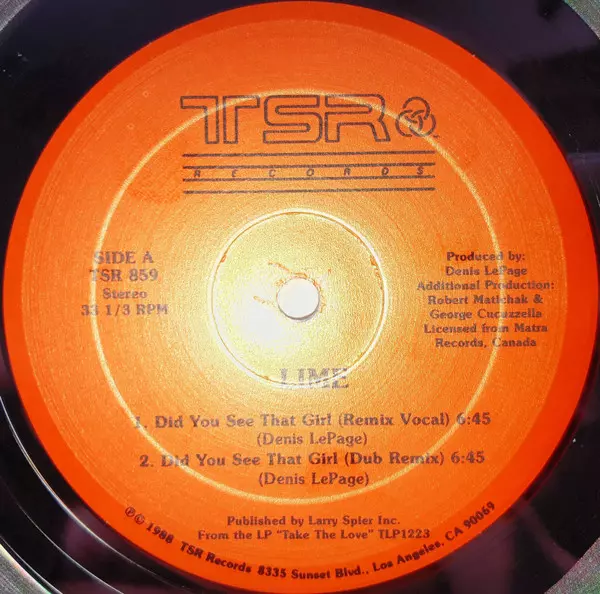 TSR
RECORDS
SIDE A
TSR 859
Stereo
33 1/3 RPM
Produced by:
Denis LePage
Additional Production:
Robert Matichak &
George Cucuzzella
Licensed from Matra
Records, Canada
LIME
1. Did You See That Girl (Remix Vocal) 6:45
(Denis LePage)
2. Did You See That Girl (Dub Remix) 6:45
(Denis LePage)
Published by Larry Spier Inc.
From the LP "Take The Love" TLP1223
℗© 1988 TSR Records 8335 Sunset Blvd., Los Angeles, CA 90069